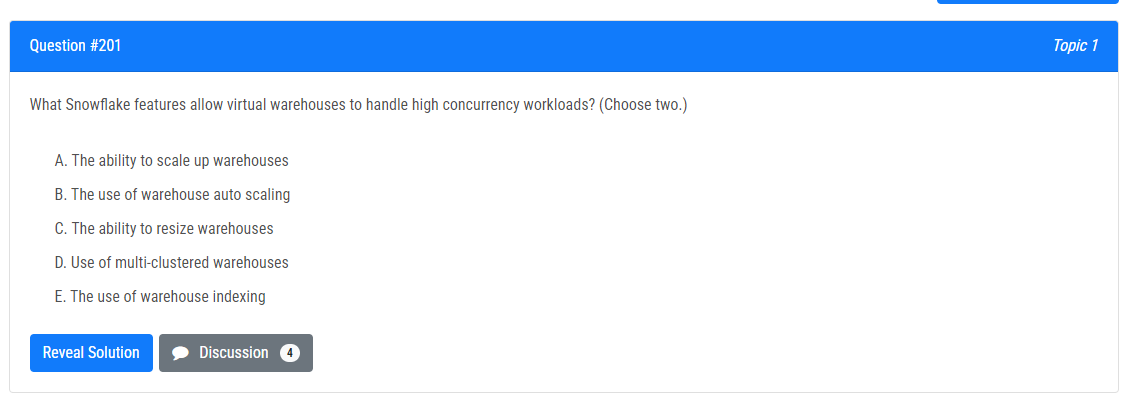 Question #201
Topic 1
What Snowflake features allow virtual warehouses to handle high concurrency workloads? (Choose two.)
A. The ability to scale up warehouses
B. The use of warehouse auto scaling
C. The ability to resize warehouses
D. Use of multi-clustered warehouses
E. The use of warehouse indexing
Reveal Solution
Discussion 4